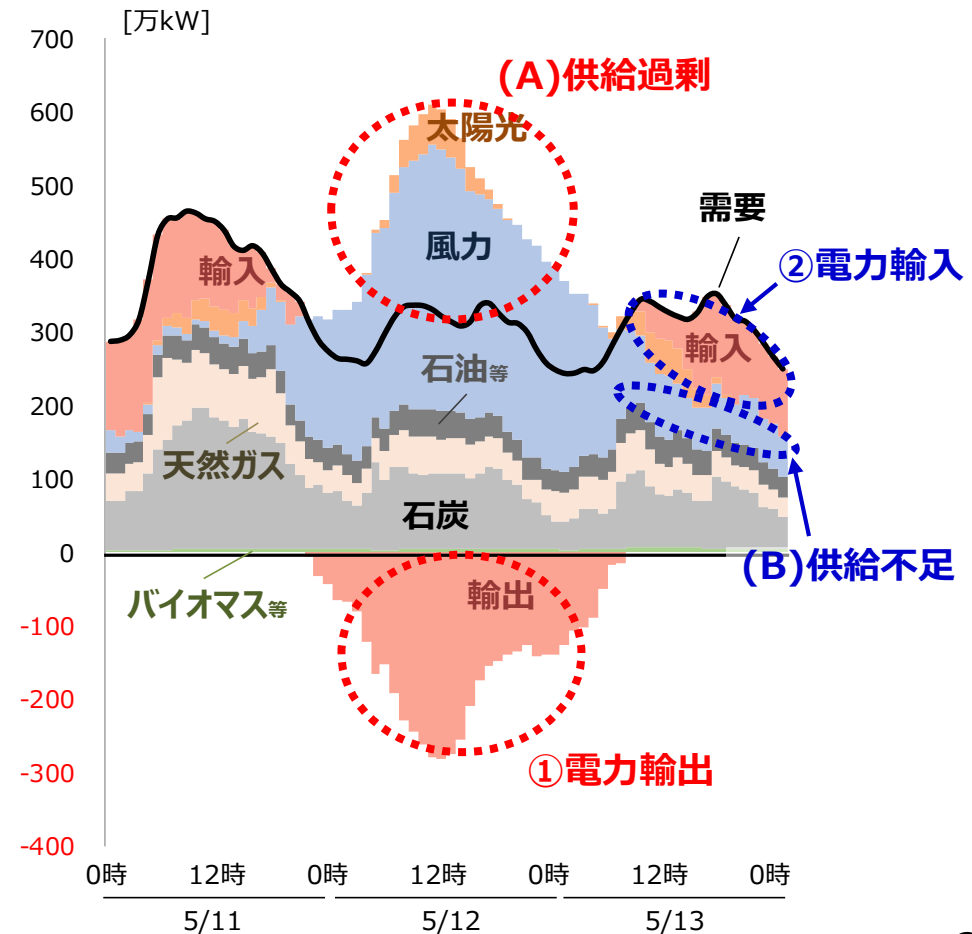 [万kW]
700
600
500
400
300
200
100
0
-100
-200
-300
-400
(A)供給過剰
太陽光
風力
需要
②電力輸入
輸入
輸入
石油等
天然ガス
石炭
(B)供給不足
バイオマス等
輸出
①電力輸出
0時 12時 0時 12時 0時 12時 0時
5/11 5/12 5/13